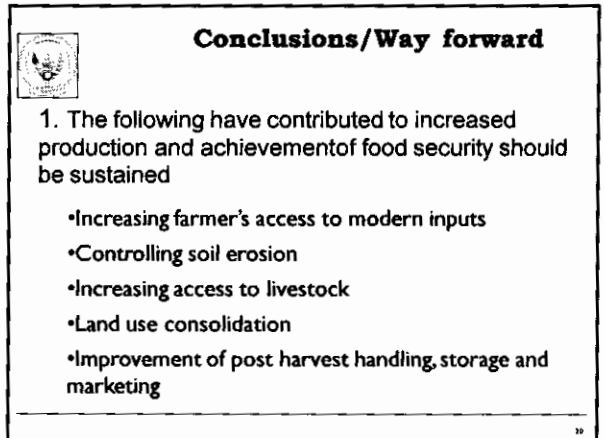 Conclusions/Way forward
1. The following have contributed to increased
production and achievementof food security should
be sustained
•Increasing farmer's access to modern inputs
•Controlling soil erosion
•Increasing access to livestock
•Land use consolidation
•Improvement of post harvest handling, storage and
marketing